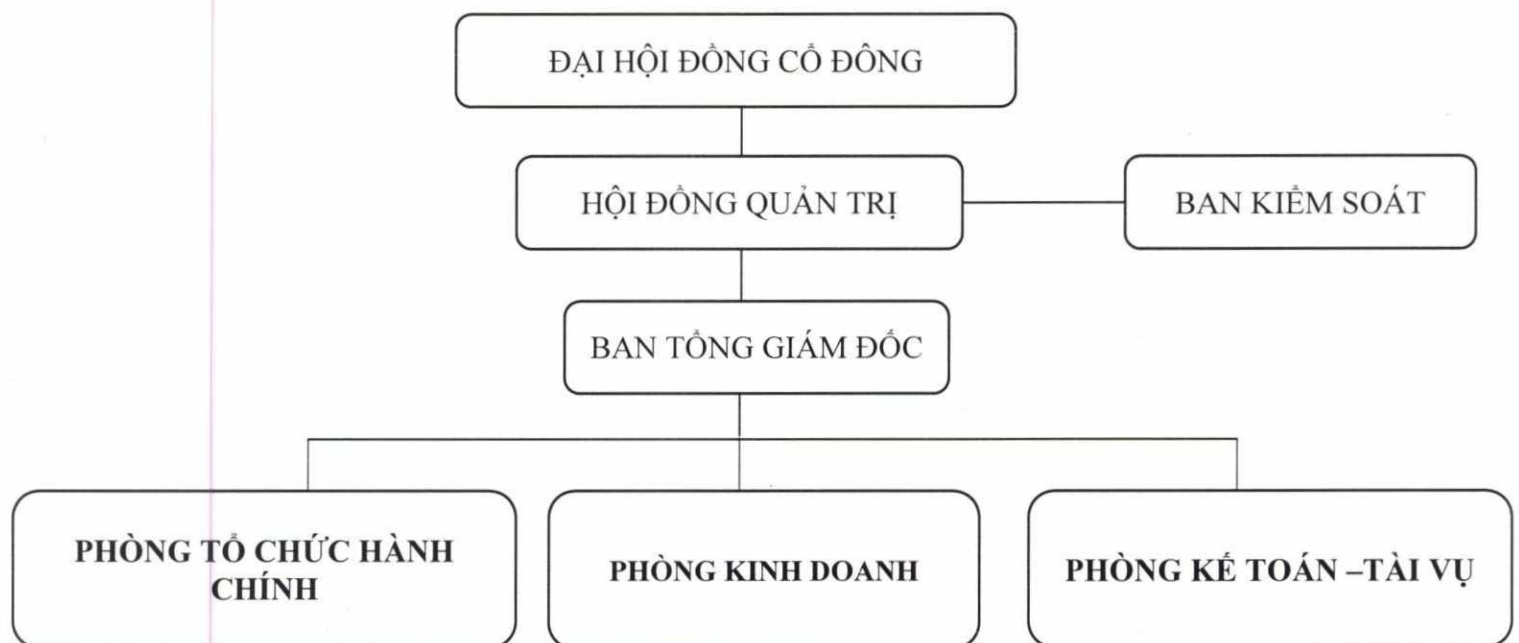 ĐẠI HỘI ĐỒNG CỔ ĐÔNG
HỘI ĐỒNG QUẢN TRỊ
BAN KIỂM SOÁT
BAN TỔNG GIÁM ĐỐC
PHÒNG TỔ CHỨC HÀNH
CHÍNH
PHÒNG KINH DOANH
PHÒNG KẾ TOÁN –TÀI VỤ